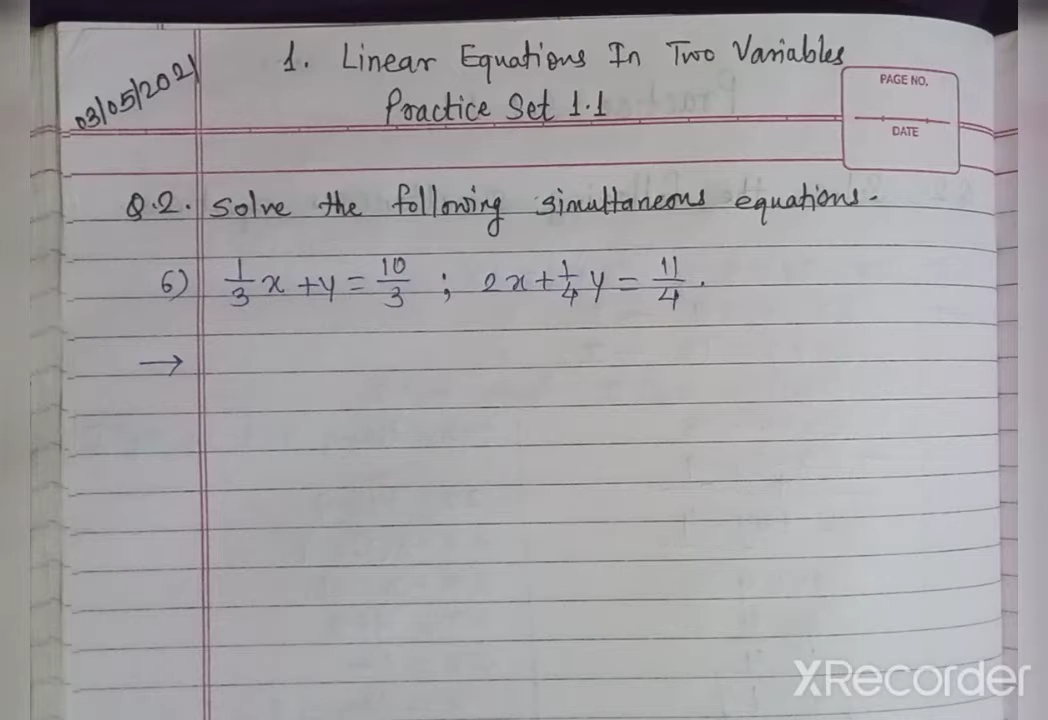 03/05/2021
1. Linear Equations In Two Variables
Practice Set 1.1
PAGE NO.
DATE
Q.2. Solve the following simultaneous equations.
6) 1/3 x + y = 10/3 ; 2x + 1/4 y = 11/4.
→
XRecorder